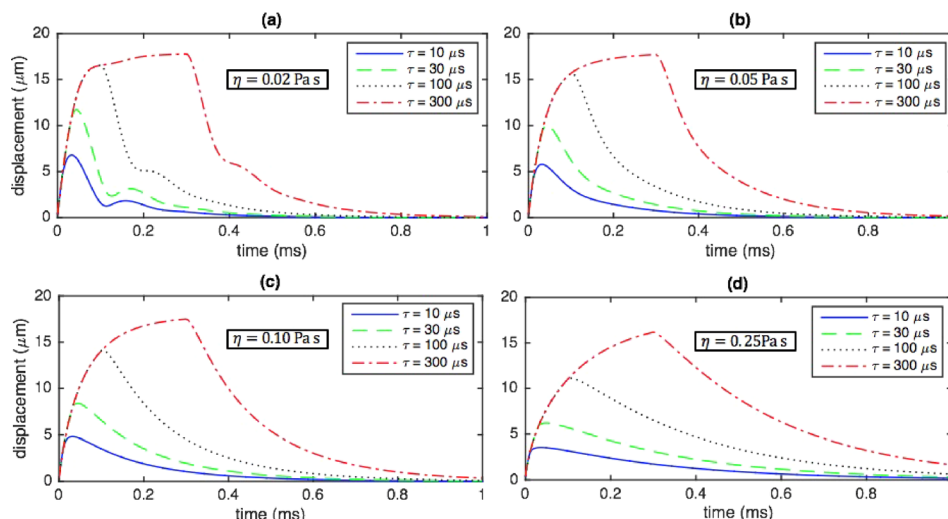 (a)
20
15
10
5
0
displacement (μm)
0 0.2 0.4 0.6 0.8 1
time (ms)
η = 0.02 Pa s
τ = 10 μs
τ = 30 μs
τ = 100 μs
τ = 300 μs
(b)
20
15
10
5
0
0 0.2 0.4 0.6 0.8
time (ms)
η = 0.05Pa s
τ = 10 μs
τ = 30 μs
τ = 100 μs
τ = 300 μs
(c)
20
15
10
5
0
displacement (μm)
0 0.2 0.4 0.6 0.8 1
time (ms)
η = 0.10 Pa s
τ = 10 μs
τ = 30 μs
τ = 100 μs
τ = 300 μs
(d)
20
15
10
5
0
0 0.2 0.4 0.6 0.8
time (ms)
η = 0.25Pa s
τ = 10 μs
τ = 30 μs
τ = 100 μs
τ = 300 μs